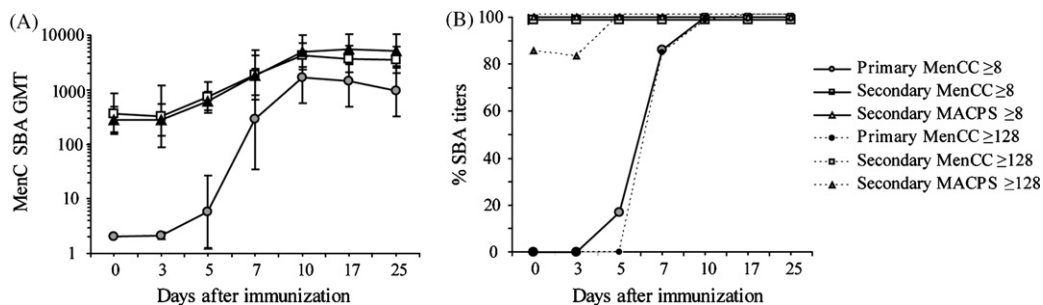 (A)
MenC SBA GMT
10000
1000
100
10
1
0 3 5 7 10 17 25
Days after immunization
(B)
% SBA titers
100
80
60
40
20
0
0 3 5 7 10 17 25
Days after immunization
Primary MenCC ≥8
Secondary MenCC ≥8
Secondary MACPS ≥8
Primary MenCC ≥128
Secondary MenCC ≥128
Secondary MACPS ≥128